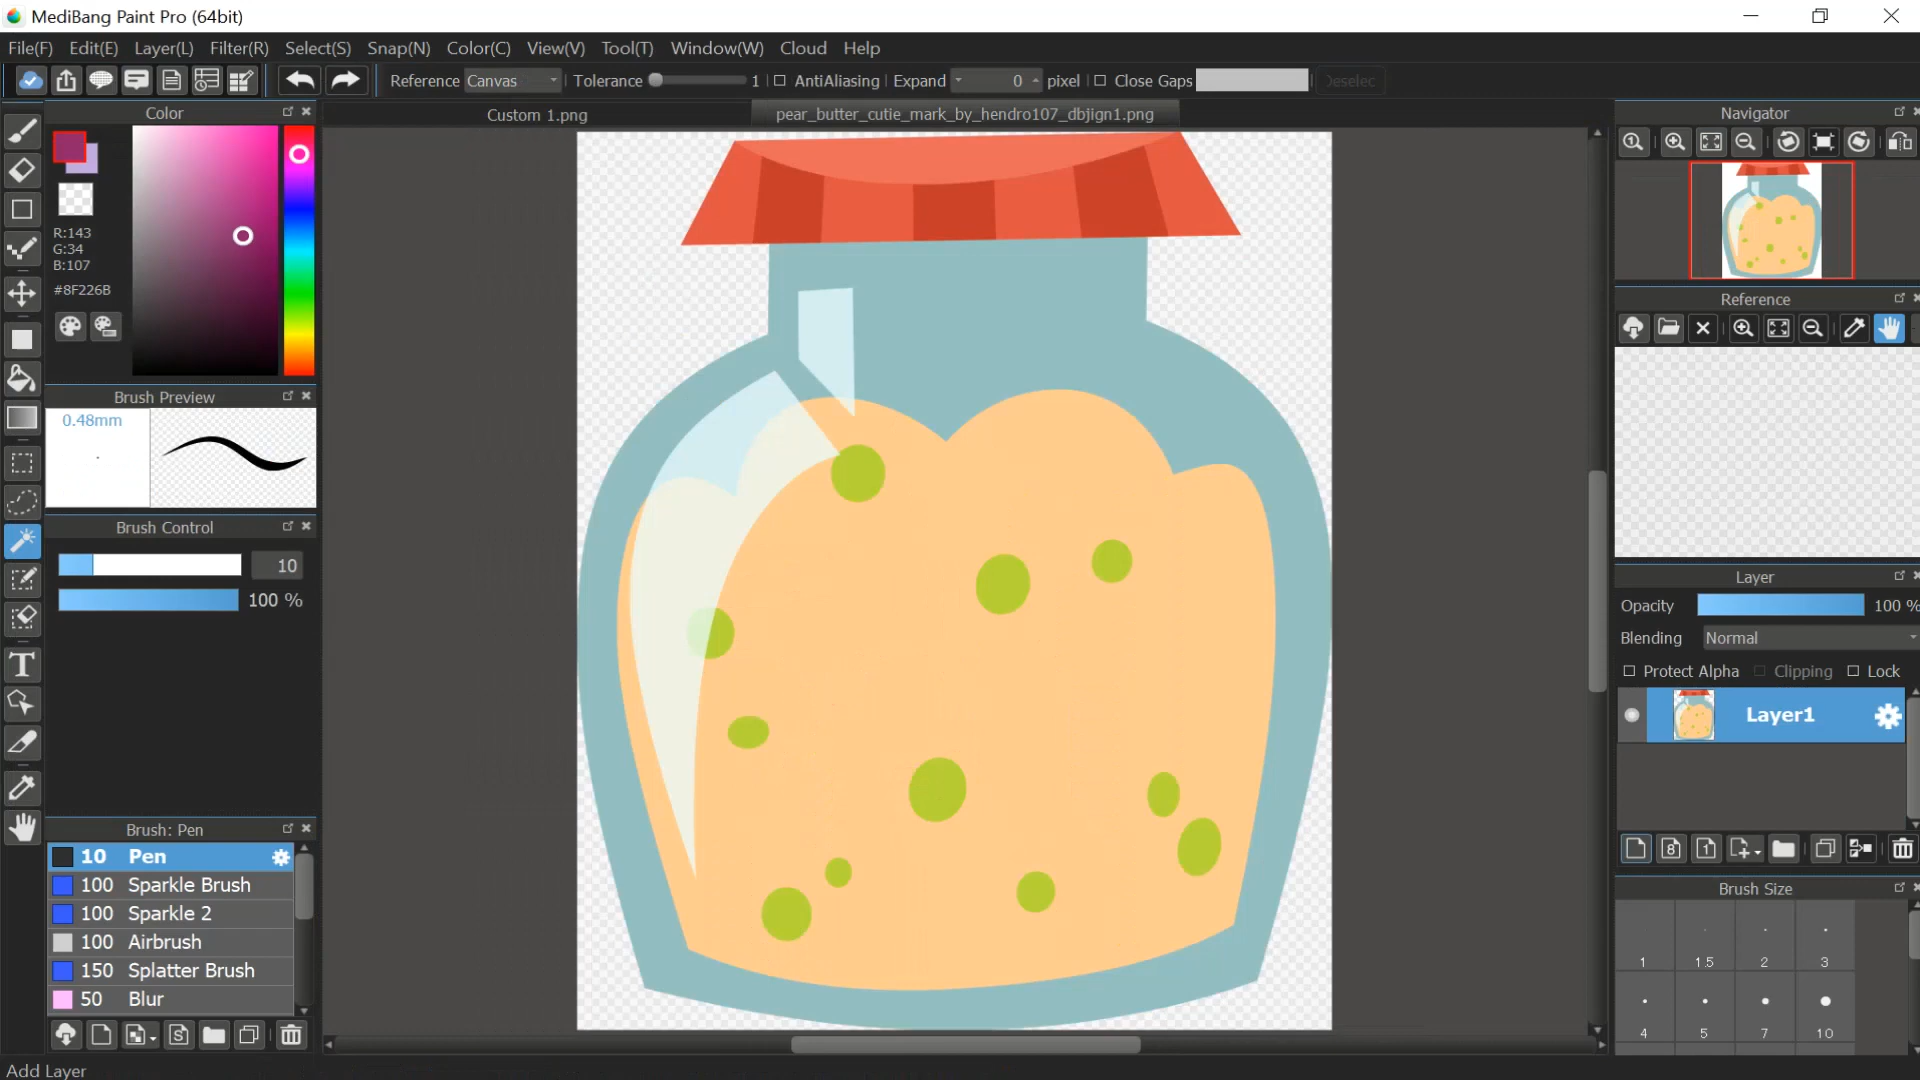 MediBang Paint Pro (64bit)
File(F) Edit(E) Layer(L) Filter(R) Select(S) Snap(N) Color(C) View(V) Tool(T) Window(W) Cloud Help
Reference Canvas Tolerance 1 AntiAliasing Expand 0 pixel Close Gaps Deselec
Color
Custom 1.png
pear_butter_cutie_mark_by_hendro107_dbjign1.png
Navigator
R:143
G:34
B:107
#8F226B
Reference
Brush Preview
0.48mm
Brush Control
10
100 %
Layer
Opacity 100 %
Blending Normal
Protect Alpha Clipping Lock
Layer1
Brush: Pen
10 Pen
100 Sparkle Brush
100 Sparkle 2
100 Airbrush
150 Splatter Brush
50 Blur
Brush Size
1 1.5 2 3
4 5 7 10
Add Layer